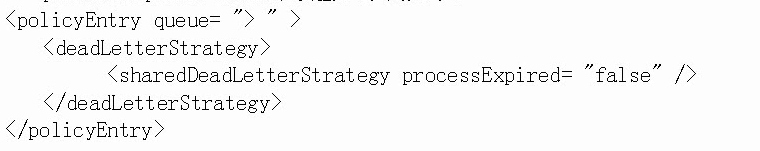 <policyEntry queue= "> " >
<deadLetterStrategy>
<sharedDeadLetterStrategy processExpired= "false" />
</deadLetterStrategy>
</policyEntry>